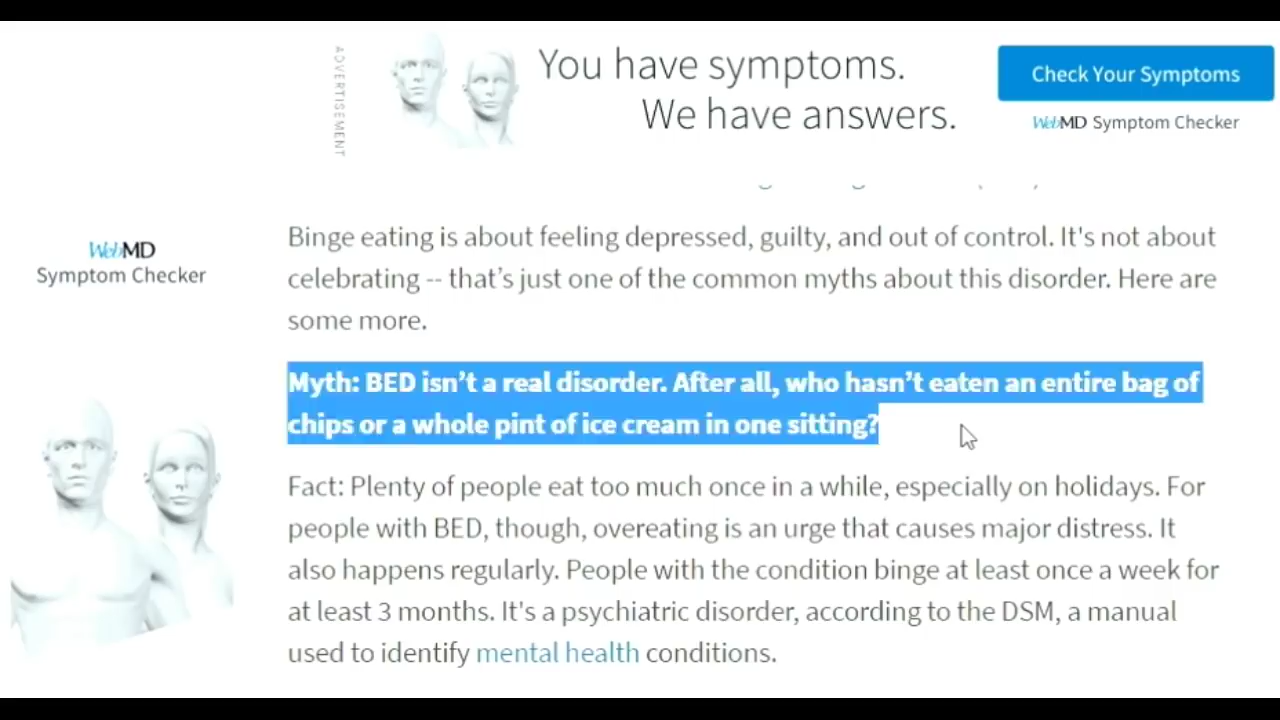 ADVERTISEMENT
You have symptoms.
We have answers.
Check Your Symptoms
WebMD Symptom Checker
WebMD
Symptom Checker
Binge eating is about feeling depressed, guilty, and out of control. It's not about
celebrating -- that’s just one of the common myths about this disorder. Here are
some more.
Myth: BED isn’t a real disorder. After all, who hasn’t eaten an entire bag of
chips or a whole pint of ice cream in one sitting?
Fact: Plenty of people eat too much once in a while, especially on holidays. For
people with BED, though, overeating is an urge that causes major distress. It
also happens regularly. People with the condition binge at least once a week for
at least 3 months. It's a psychiatric disorder, according to the DSM, a manual
used to identify mental health conditions.